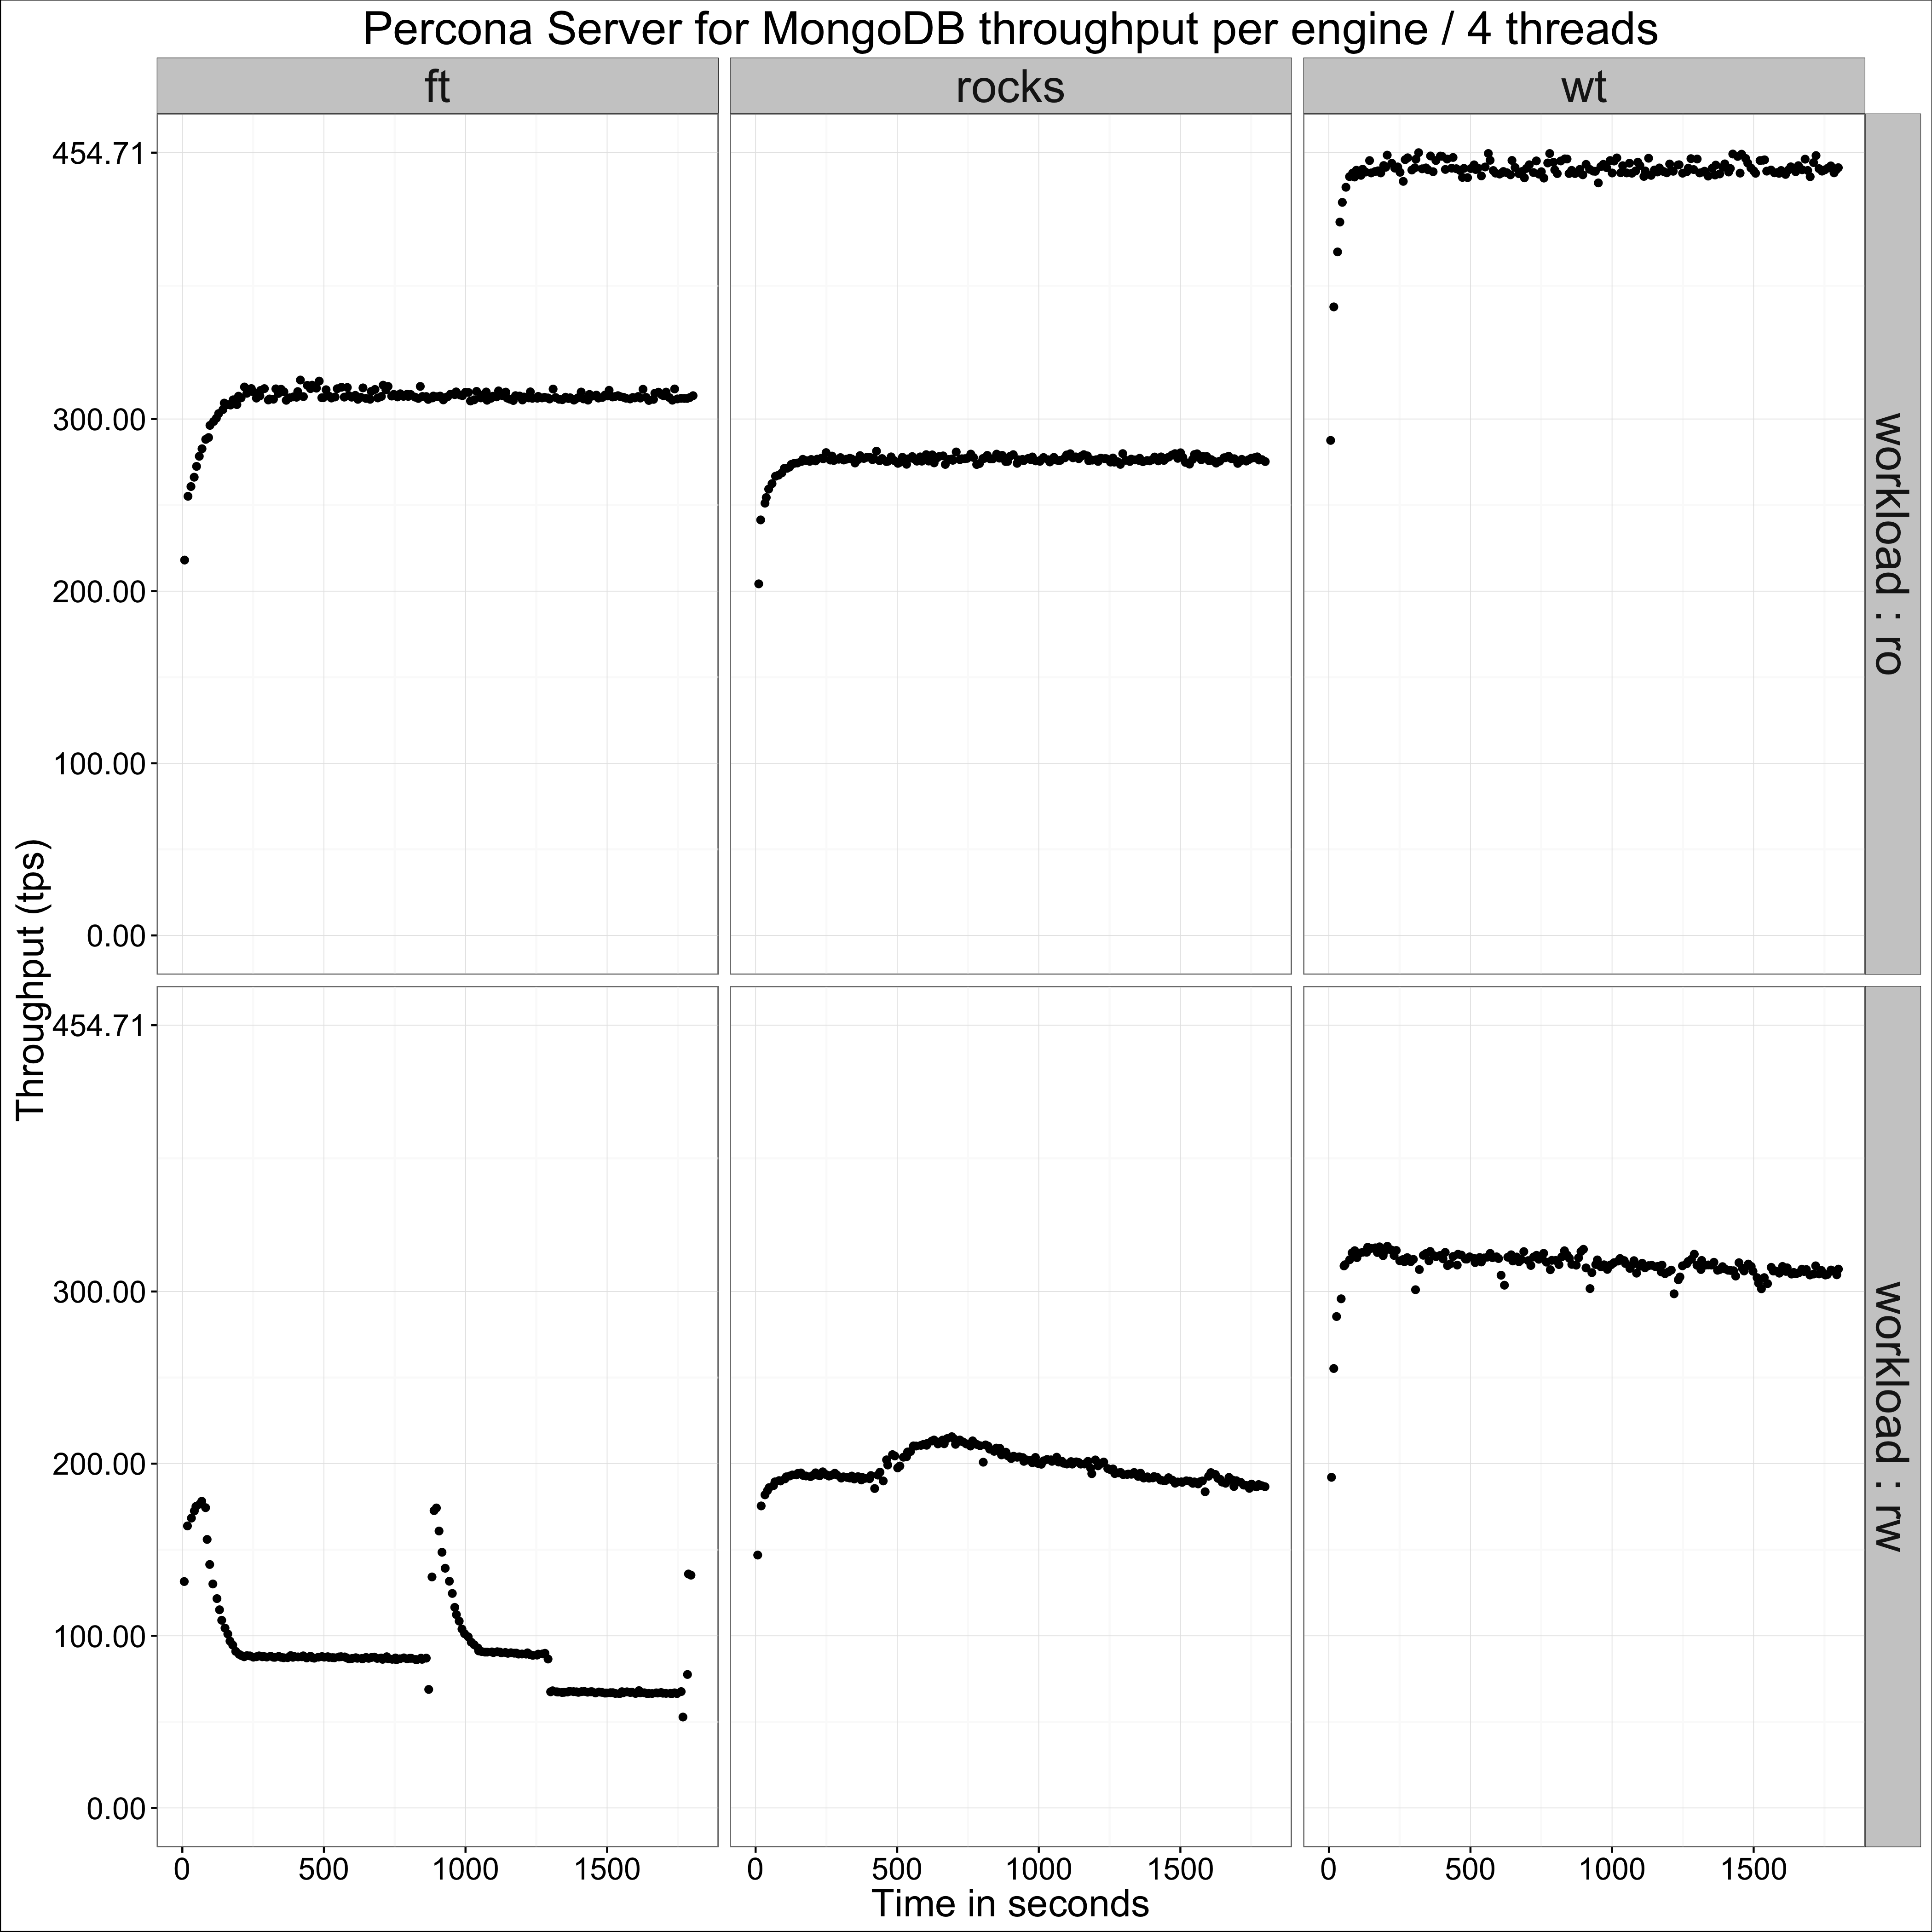 Percona Server for MongoDB throughput per engine / 4 threads
ft
rocks
wt
454.71
300.00
200.00
100.00
0.00
workload : ro
Throughput (tps)
454.71
300.00
200.00
100.00
0.00
workload : rw
0 500 1000 1500
0 500 1000 1500
0 500 1000 1500
Time in seconds